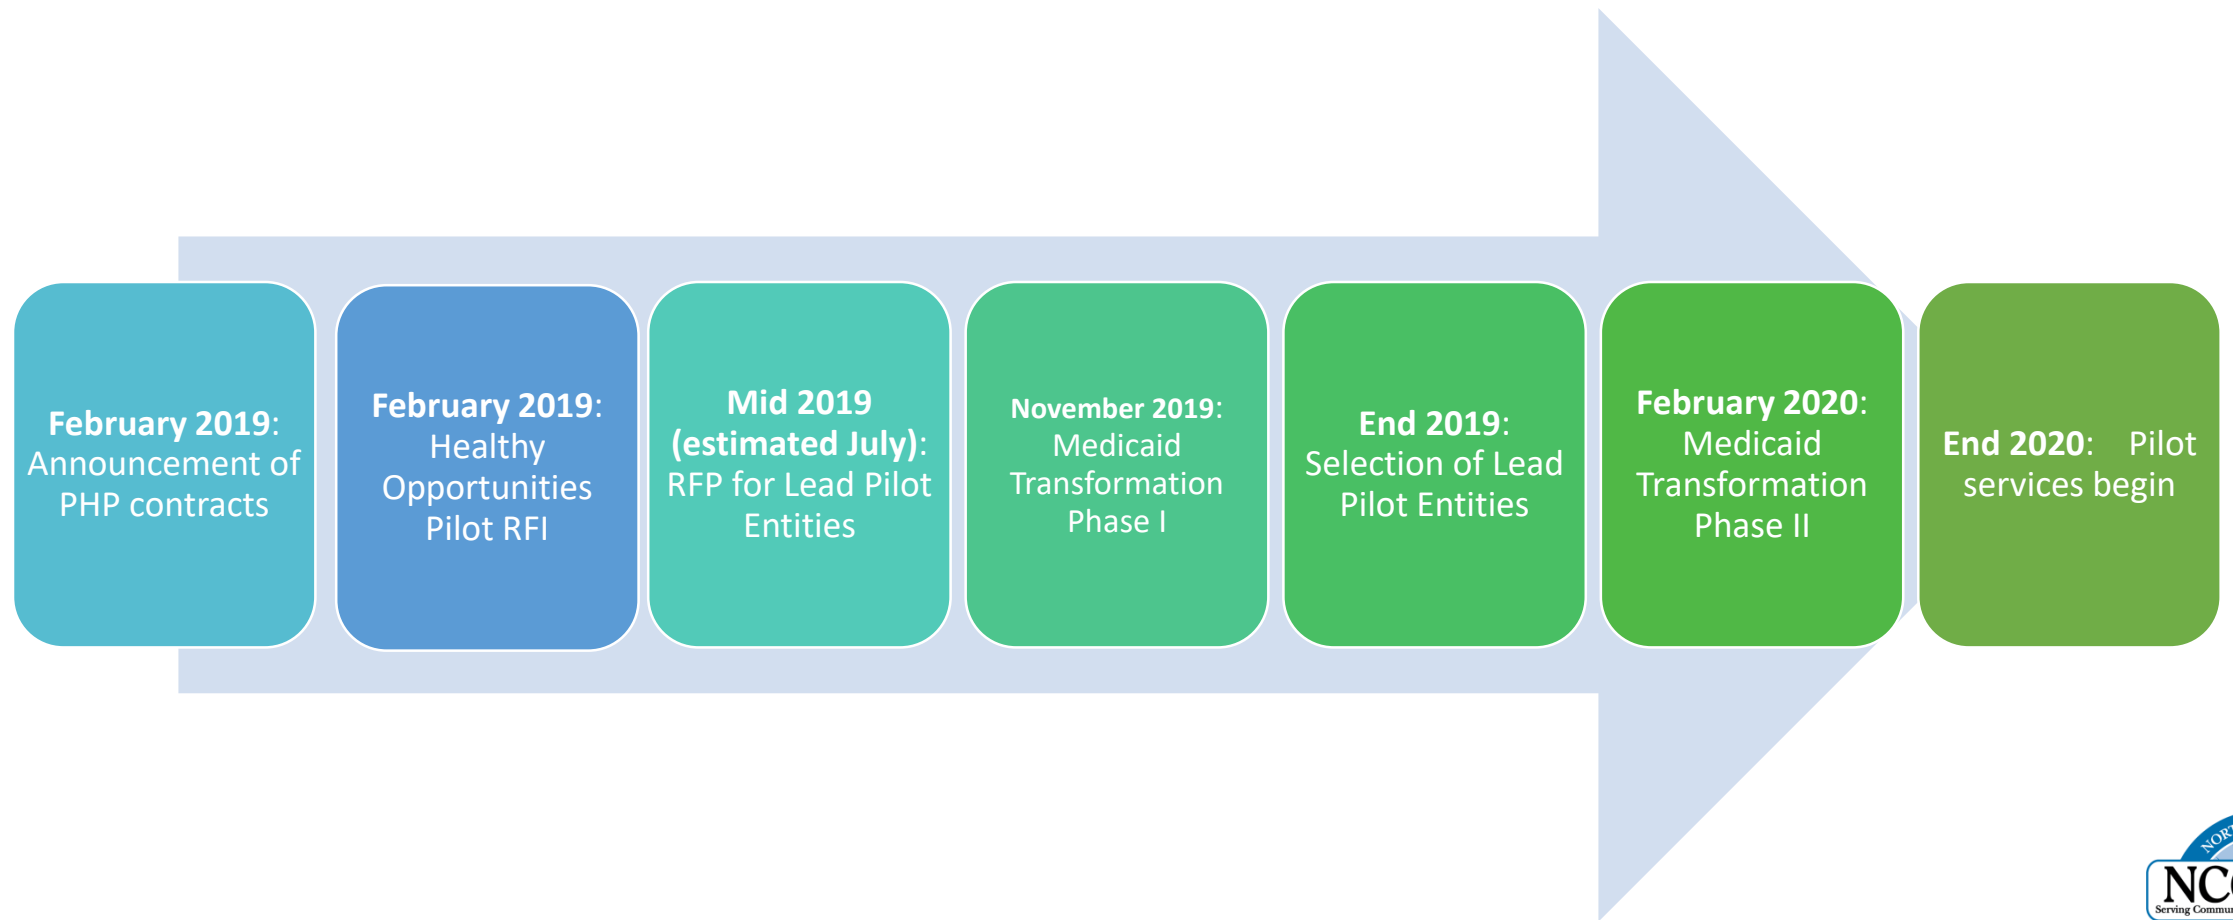 February 2019:
Announcement of
PHP contracts
February 2019:
Healthy
Opportunities
Pilot RFI
Mid 2019
(estimated July):
RFP for Lead Pilot
Entities
November 2019:
Medicaid
Transformation
Phase I
End 2019:
Selection of Lead
Pilot Entities
February 2020:
Medicaid
Transformation
Phase II
End 2020: Pilot
services begin
Serving